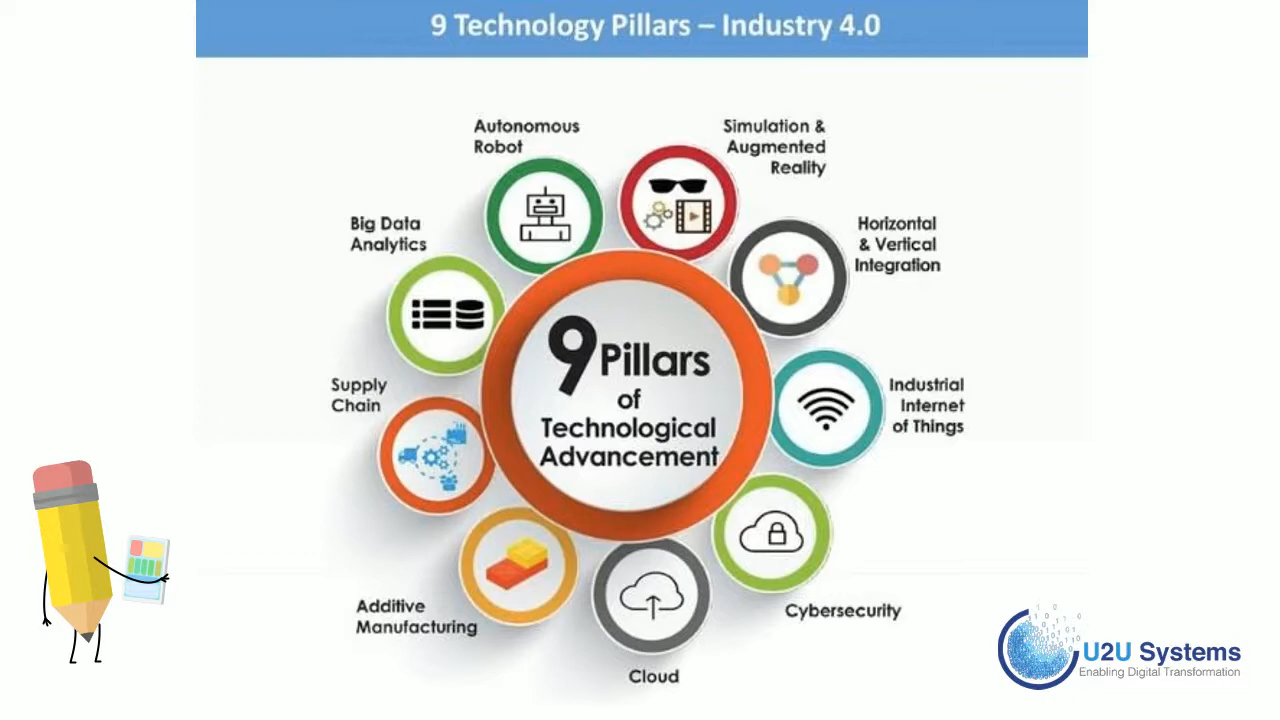 9 Technology Pillars – Industry 4.0
Autonomous
Robot
Simulation &
Augmented
Reality
Big Data
Analytics
Horizontal
& Vertical
Integration
9 Pillars
of
Technological
Advancement
Supply
Chain
Industrial
Internet
of Things
Additive
Manufacturing
Cybersecurity
Cloud
U2U Systems
Enabling Digital Transformation